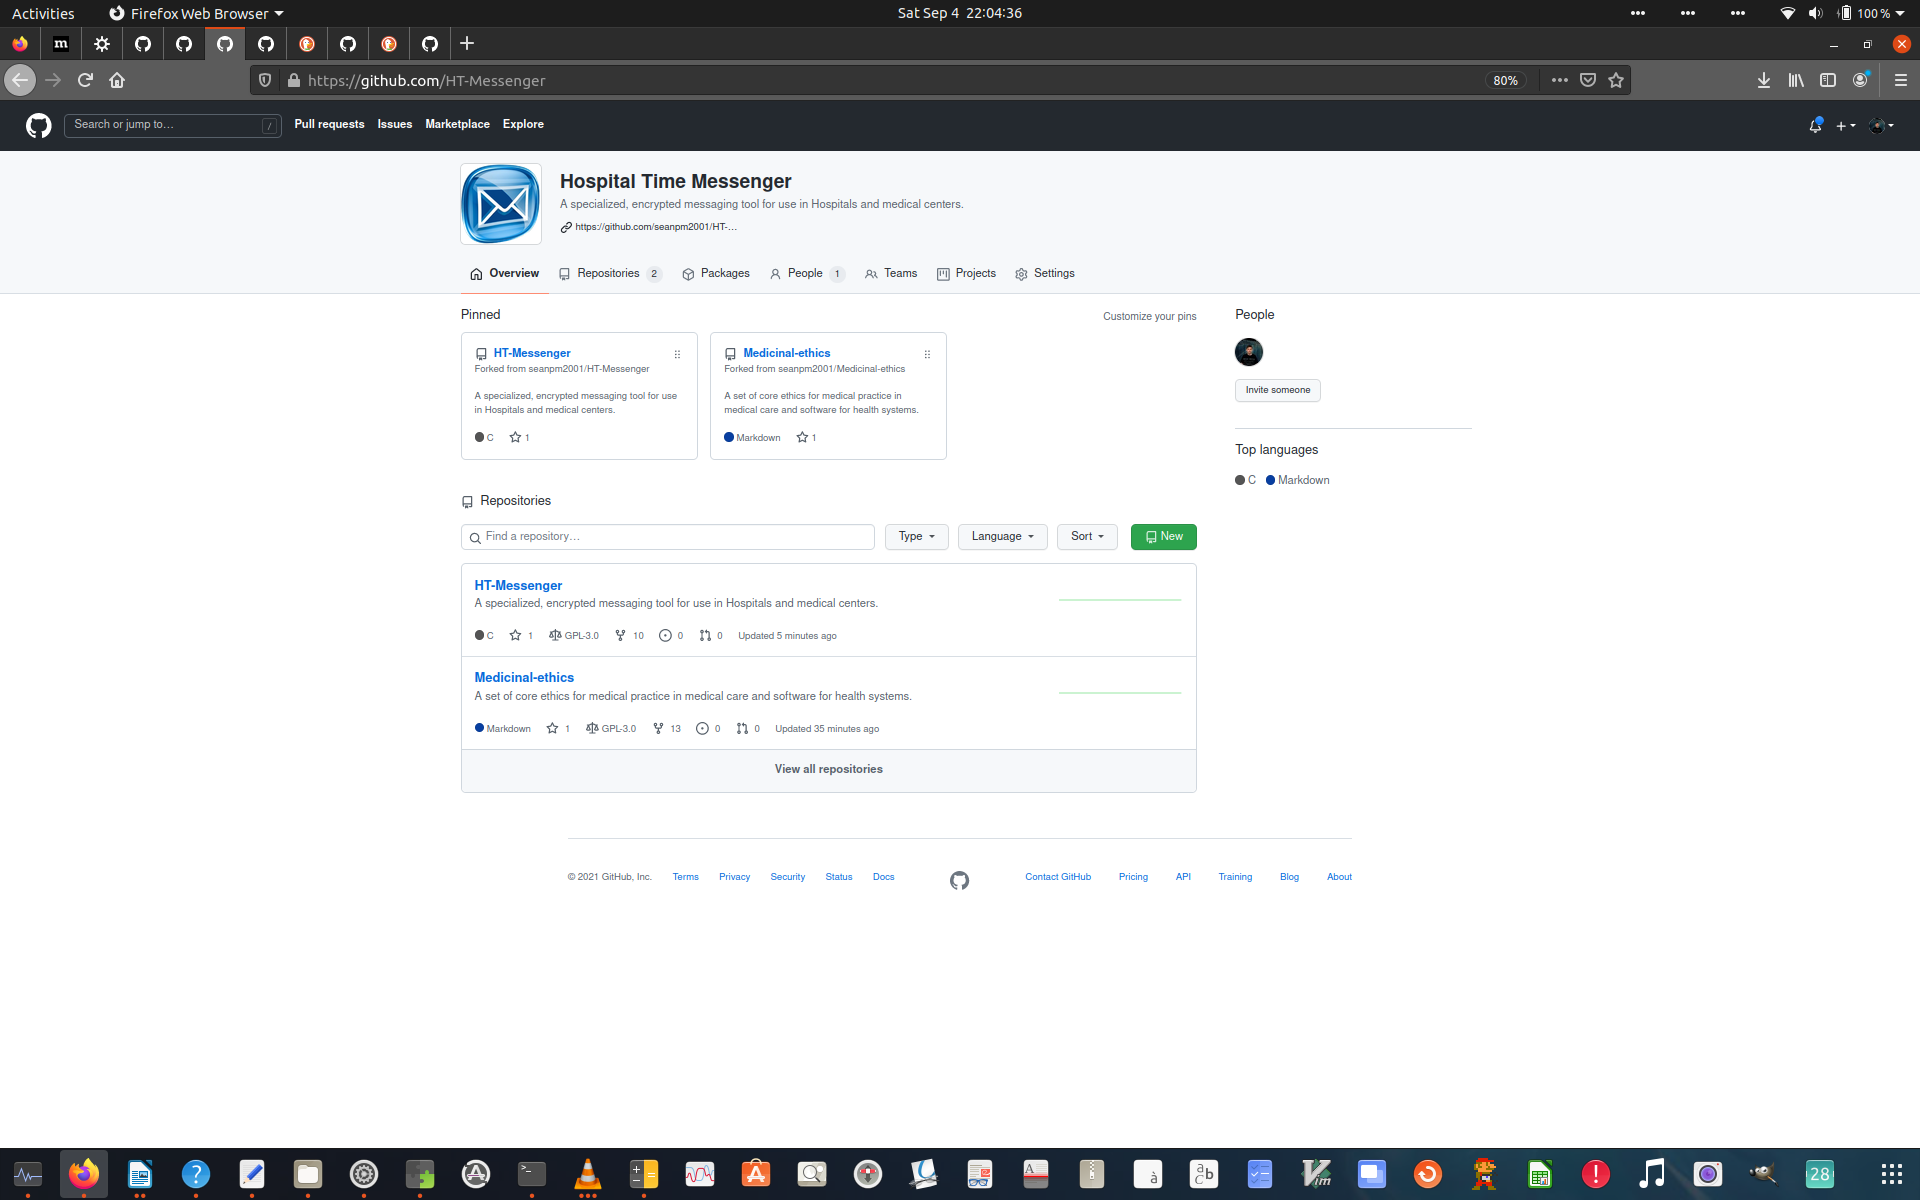 Activities Firefox Web Browser Sat Sep 4 22:04:36 100 %
m
https://github.com/HT-Messenger 80%
Search or jump to… / Pull requests Issues Marketplace Explore
Hospital Time Messenger
A specialized, encrypted messaging tool for use in Hospitals and medical centers.
https://github.com/seanpm2001/HT-…
Overview Repositories 2 Packages People 1 Teams Projects Settings
Pinned Customize your pins People
HT-Messenger
Forked from seanpm2001/HT-Messenger
A specialized, encrypted messaging tool for use
in Hospitals and medical centers.
C 1
Medicinal-ethics
Forked from seanpm2001/Medicinal-ethics
A set of core ethics for medical practice in
medical care and software for health systems.
Markdown 1
Invite someone
Top languages
C Markdown
Repositories
Find a repository… Type Language Sort New
HT-Messenger
A specialized, encrypted messaging tool for use in Hospitals and medical centers.
C 1 GPL-3.0 10 0 0 Updated 5 minutes ago
Medicinal-ethics
A set of core ethics for medical practice in medical care and software for health systems.
Markdown 1 GPL-3.0 13 0 0 Updated 35 minutes ago
View all repositories
© 2021 GitHub, Inc. Terms Privacy Security Status Docs Contact GitHub Pricing API Training Blog About
28